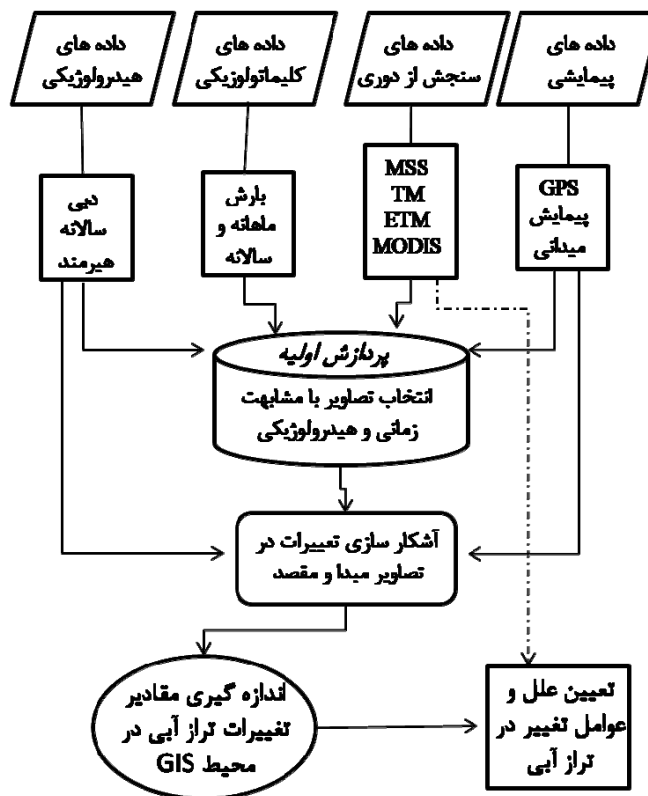 داده های
هیدرولوژیکی
داده های
کلیماتولوزیکی
داده های
سنجش از دوری
داده های
پیمایشی
دبی
سالانه
هیرمند
بارش
ماهانه و
سالانه
MSS
TM
ETM
MODIS
GPS
پیمایش
میدانی
پردازش اولیه
انتخاب تصاویر با مشابهت
زمانی و هیدرولوژیکی
آشکار سازی تعییرات در
تصاویر مبدا و مقصد
اندازه گیری مقادیر
تغییرات تراز آبی در
محیط GIS
تعیین علل و
عوامل تغییر در
تراز آبی